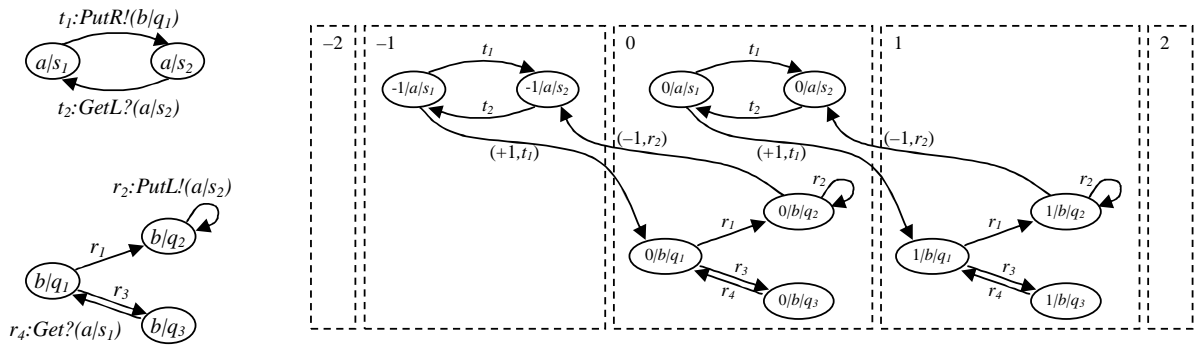 t₁:PutR!(b|q₁)
a|s₁
a|s₂
t₂:GetL?(a|s₂)
r₂:PutL!(a|s₂)
b|q₂
r₁
b|q₁
r₃
r₄:Get?(a|s₁)
b|q₃
–2
–1
t₁
-1/a|s₁
-1/a|s₂
t₂
(+1,t₁)
0
t₁
0/a|s₁
0/a|s₂
t₂
(–1,r₂)
(+1,t₁)
r₂
0/b|q₂
r₁
0/b|q₁
r₃
r₄
0/b|q₃
1
(–1,r₂)
r₂
1/b|q₂
r₁
1/b|q₁
r₃
r₄
1/b|q₃
2